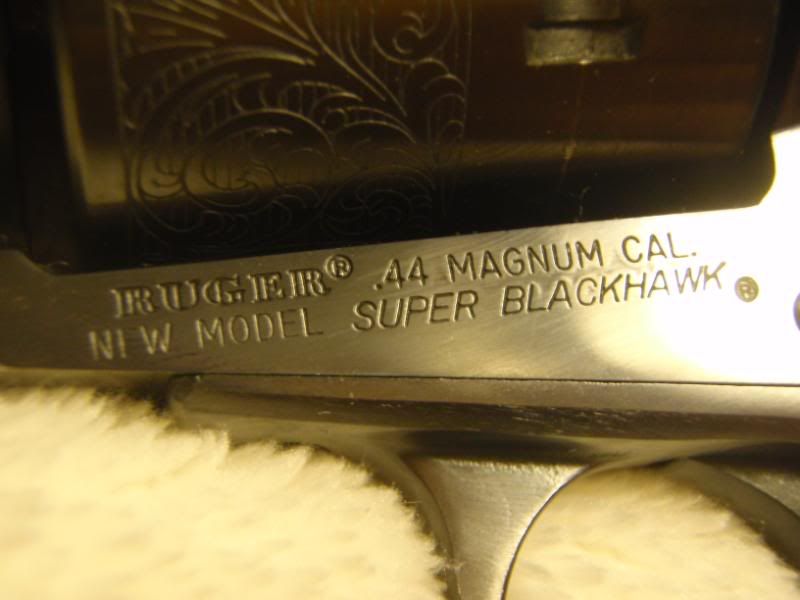 RUGER® .44 MAGNUM CAL.
NEW MODEL SUPER BLACKHAWK®